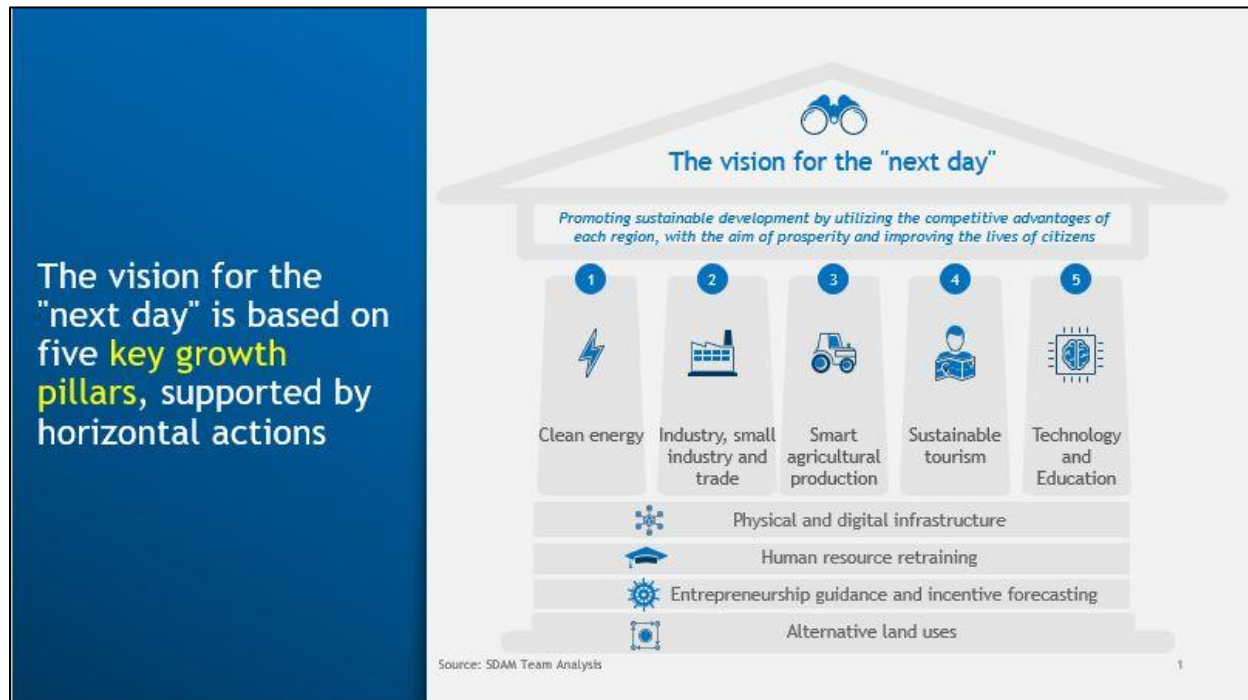 The vision for the
"next day" is based on
five key growth
pillars, supported by
horizontal actions
The vision for the "next day"
Promoting sustainable development by utilizing the competitive advantages of
each region, with the aim of prosperity and improving the lives of citizens
1
Clean energy
2
Industry, small
industry and
trade
3
Smart
agricultural
production
4
Sustainable
tourism
5
Technology
and
Education
Physical and digital infrastructure
Human resource retraining
Entrepreneurship guidance and incentive forecasting
Alternative land uses
Source: SDAM Team Analysis
1